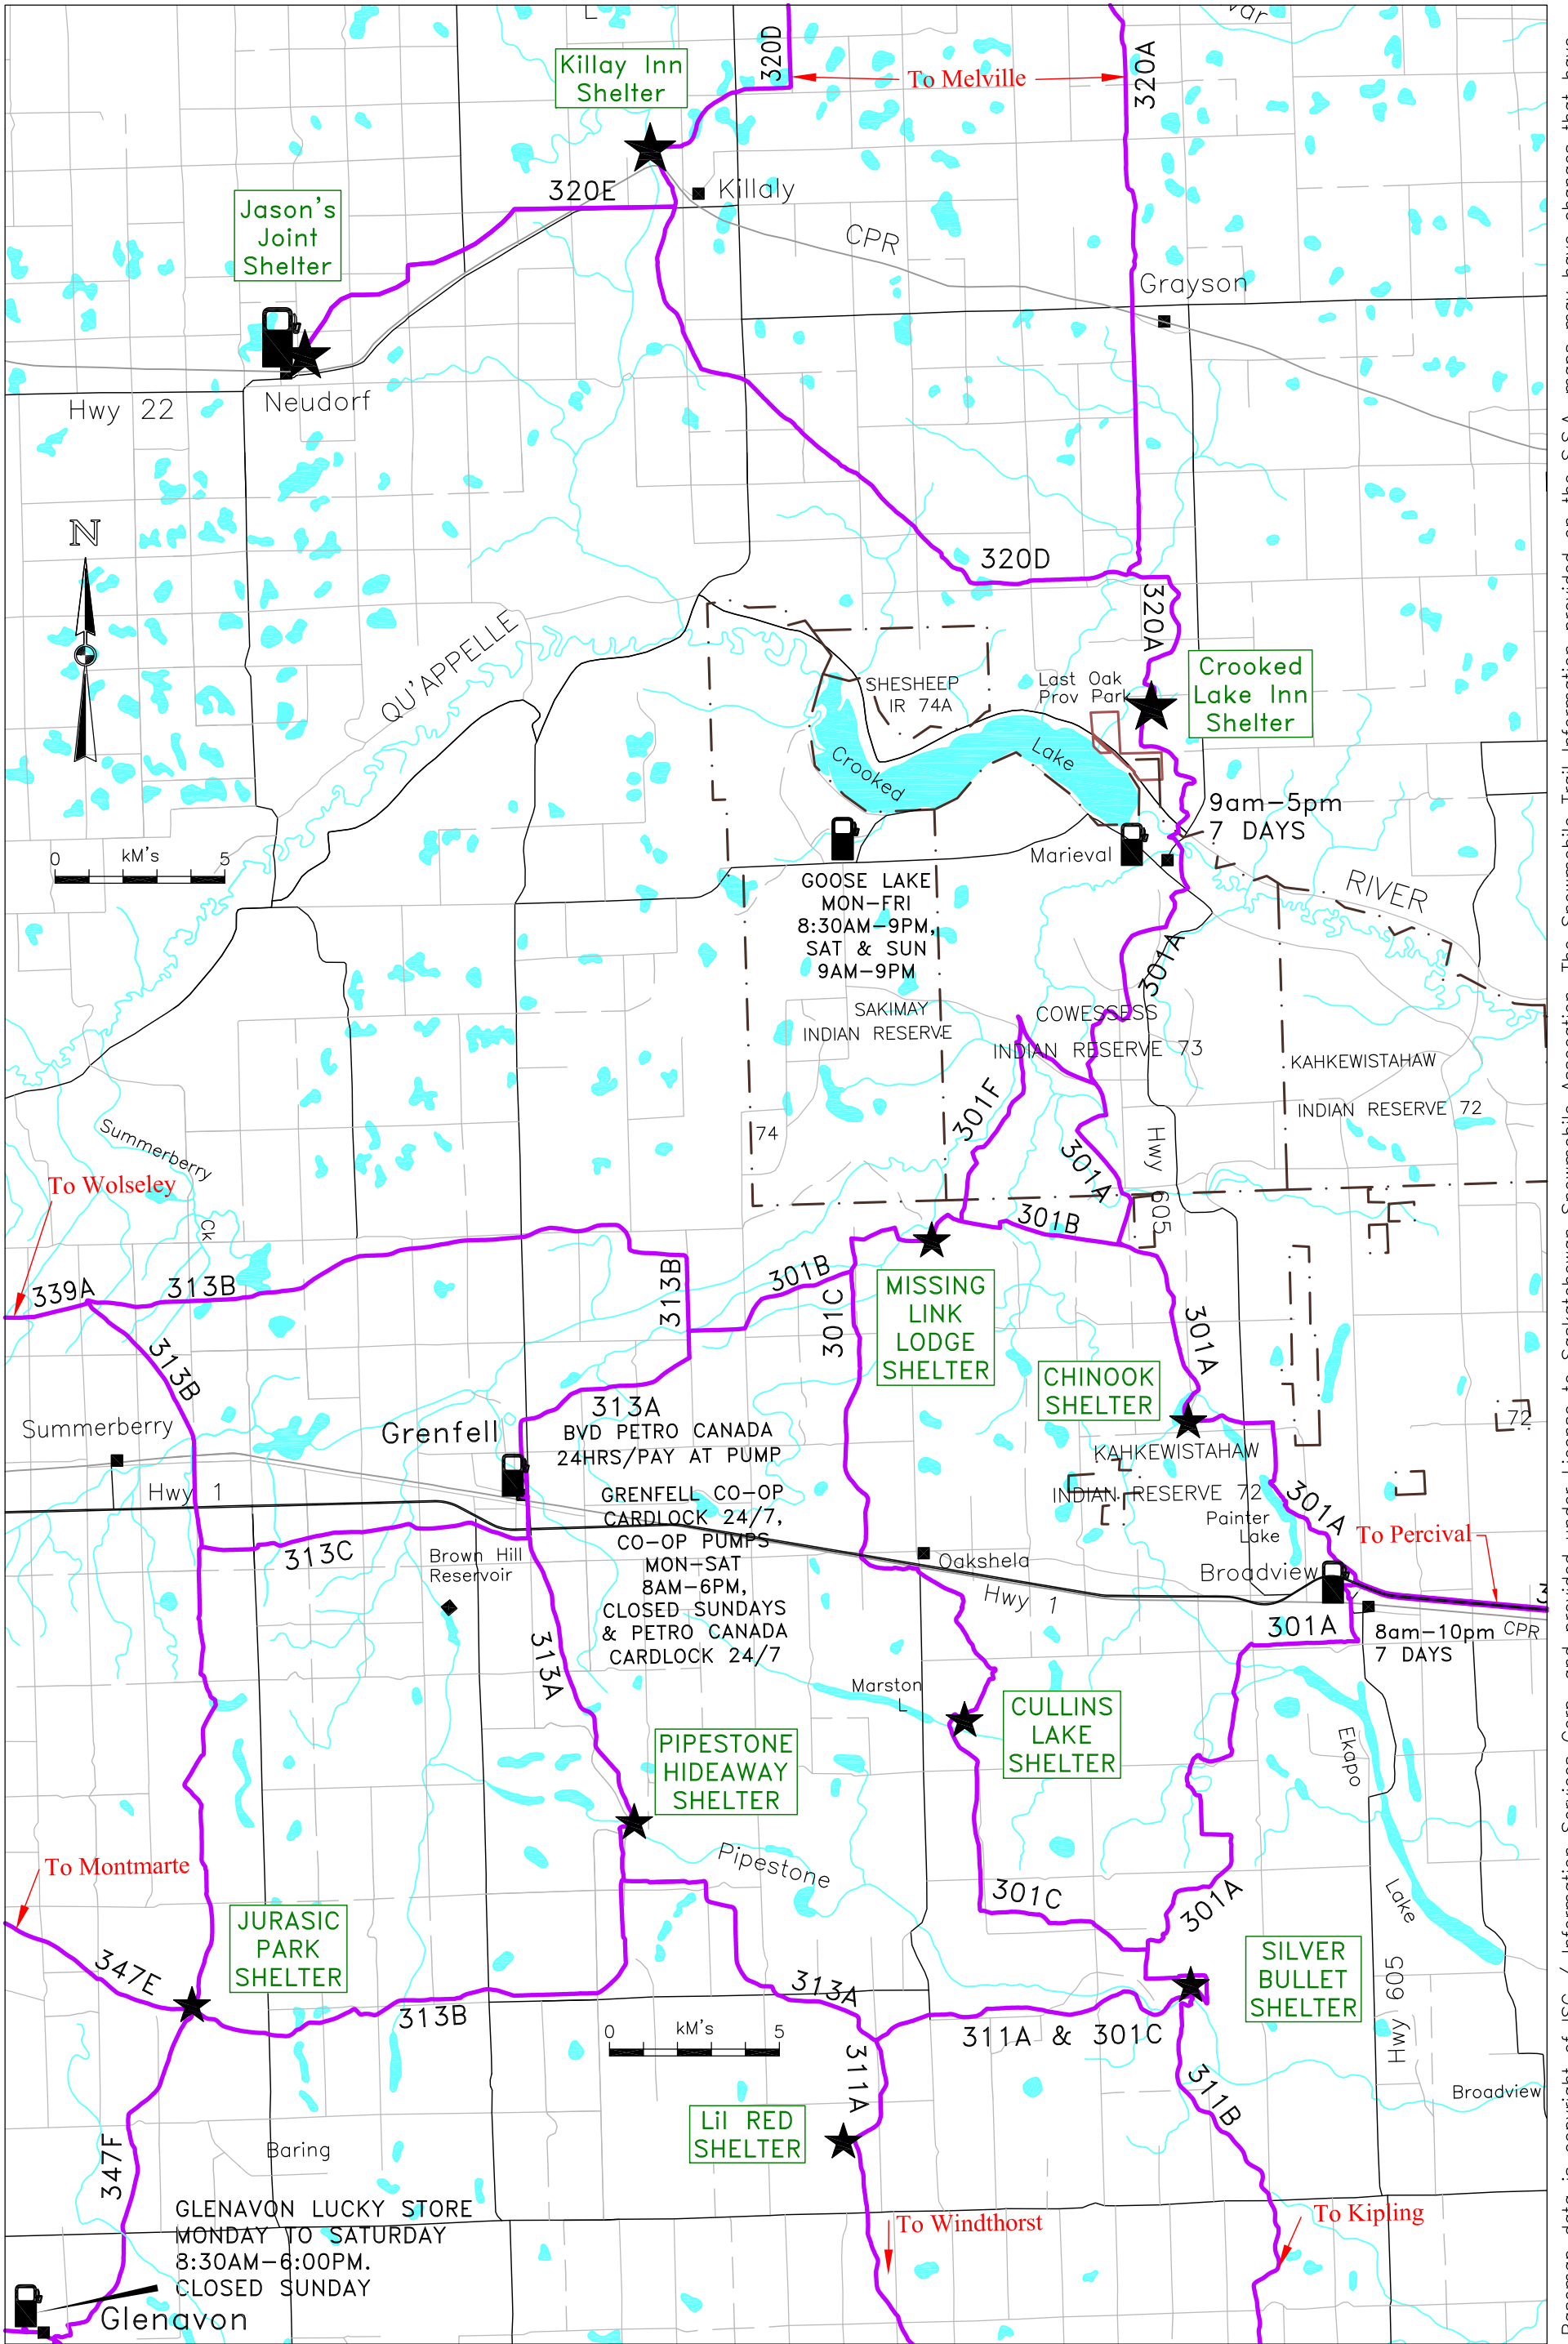 L
var
320D
320A
To Melville
Killay Inn
Shelter
Killaly
320E
CPR
Jason's
Joint
Shelter
Grayson
Hwy 22
Neudorf
N
320D
320A
QU'APPELLE
SHESHEEP
IR 74A
Last Oak
Prov Park
Crooked
Lake Inn
Shelter
Crooked
Lake
9am-5pm
7 DAYS
0 kM's 5
Marieval
RIVER
GOOSE LAKE
MON-FRI
8:30AM-9PM,
SAT & SUN
9AM-9PM
301A
SAKIMAY
INDIAN RESERVE
COWESSESS
INDIAN RESERVE 73
KAHKEWISTAHAW
INDIAN RESERVE 72
301F
74
Summerberry
Ck
Hwy 605
301A
To Wolseley
301B
339A
313B
313B
301B
301C
MISSING
LINK
LODGE
SHELTER
301A
313B
CHINOOK
SHELTER
313A
Summerberry
Grenfell
BVD PETRO CANADA
24HRS/PAY AT PUMP
72
KAHKEWISTAHAW
INDIAN RESERVE 72
Hwy 1
GRENFELL CO-OP
CARDLOCK 24/7,
CO-OP PUMPS
MON-SAT
8AM-6PM,
CLOSED SUNDAYS
& PETRO CANADA
CARDLOCK 24/7
301A
Painter
Lake
To Percival
313C
Brown Hill
Reservoir
Oakshela
Broadview
Hwy 1
3
301A
8am-10pm
7 DAYS
CPR
313A
Marston
L
CULLINS
LAKE
SHELTER
PIPESTONE
HIDEAWAY
SHELTER
Ekapo
Lake
Pipestone
To Montmarte
301C
301A
JURASIC
PARK
SHELTER
SILVER
BULLET
SHELTER
347E
313A
313B
0 kM's 5
311A & 301C
Hwy 605
311A
311B
Broadview
Lil RED
SHELTER
347F
Baring
GLENAVON LUCKY STORE
MONDAY TO SATURDAY
8:30AM-6:00PM.
CLOSED SUNDAY
To Windthorst
To Kipling
Glenavon